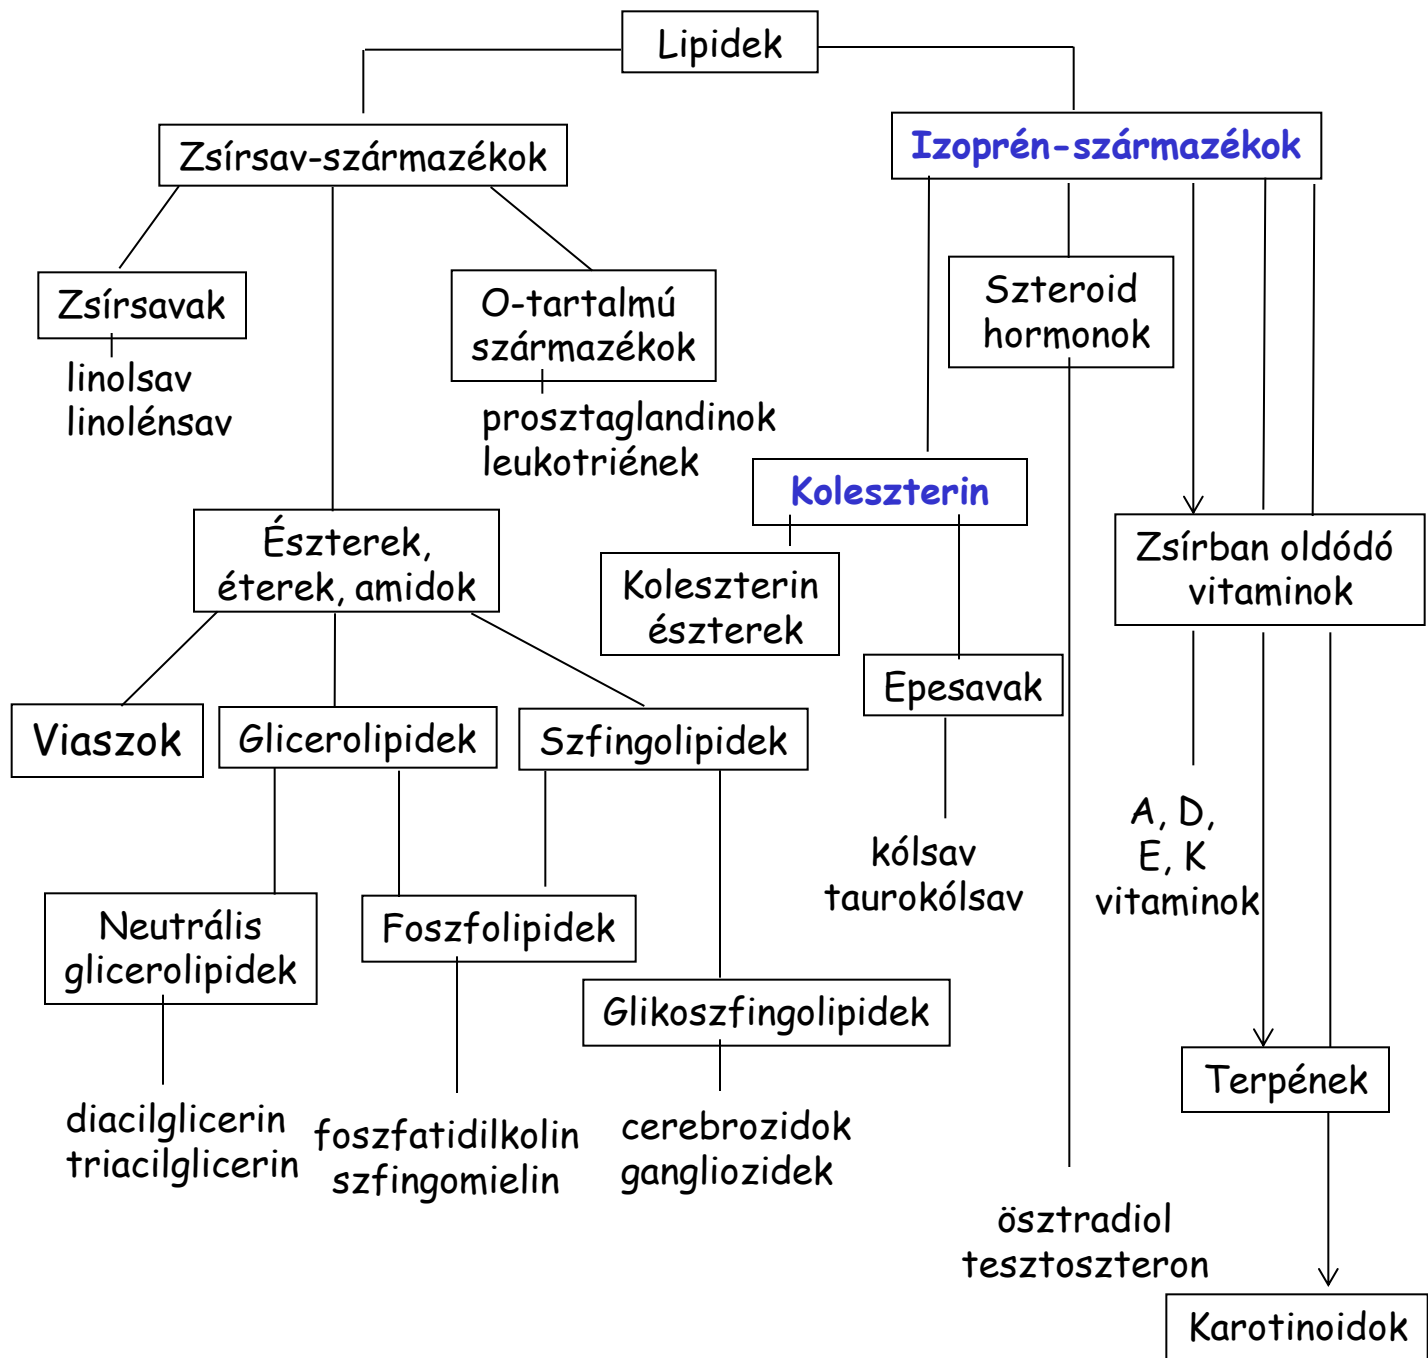 Lipidek
Zsírsav-származékok
Izoprén-származékok
Zsírsavak
linolsav
linolénsav
O-tartalmú
származékok
prosztaglandinok
leukotriének
Szteroid
hormonok
Koleszterin
Észterek,
éterek, amidok
Koleszterin
észterek
Zsírban oldódó
vitaminok
Epesavak
Viaszok
Glicerolipidek
Szfingolipidek
kólsav
taurokólsav
A, D,
E, K
vitaminok
Neutrális
glicerolipidek
Foszfolipidek
Glikoszfingolipidek
Terpének
diacilglicerin
triacilglicerin
foszfatidilkolin
szfingomielin
cerebrozidok
gangliozidek
ösztradiol
tesztoszteron
Karotinoidok